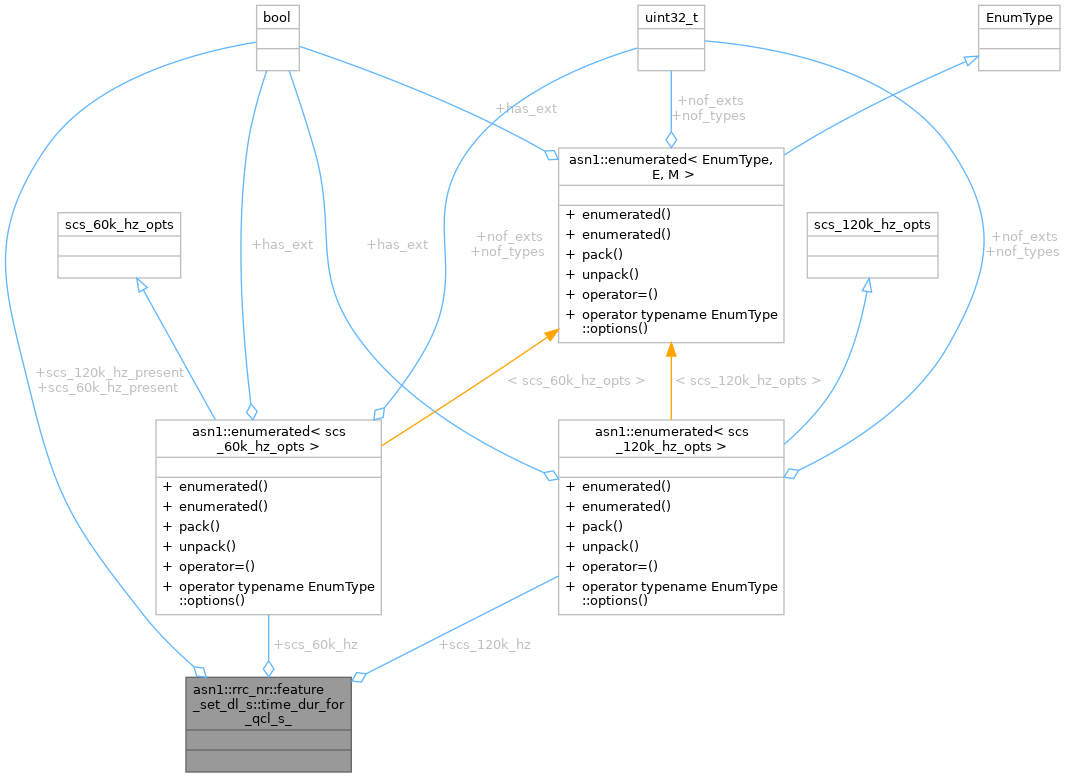 bool
uint32_t
EnumType
+has_ext
+nof_exts
+nof_types
asn1::enumerated< EnumType,
E, M >
+ enumerated()
+ enumerated()
+ pack()
+ unpack()
+ operator=()
+ operator typename EnumType
::options()
scs_60k_hz_opts
scs_120k_hz_opts
+has_ext
+has_ext
+nof_exts
+nof_types
+nof_exts
+nof_types
+scs_120k_hz_present
+scs_60k_hz_present
< scs_60k_hz_opts >
< scs_120k_hz_opts >
asn1::enumerated< scs
_60k_hz_opts >
+ enumerated()
+ enumerated()
+ pack()
+ unpack()
+ operator=()
+ operator typename EnumType
::options()
asn1::enumerated< scs
_120k_hz_opts >
+ enumerated()
+ enumerated()
+ pack()
+ unpack()
+ operator=()
+ operator typename EnumType
::options()
+scs_60k_hz
+scs_120k_hz
asn1::rrc_nr::feature
_set_dl_s::time_dur_for
_qcl_s_